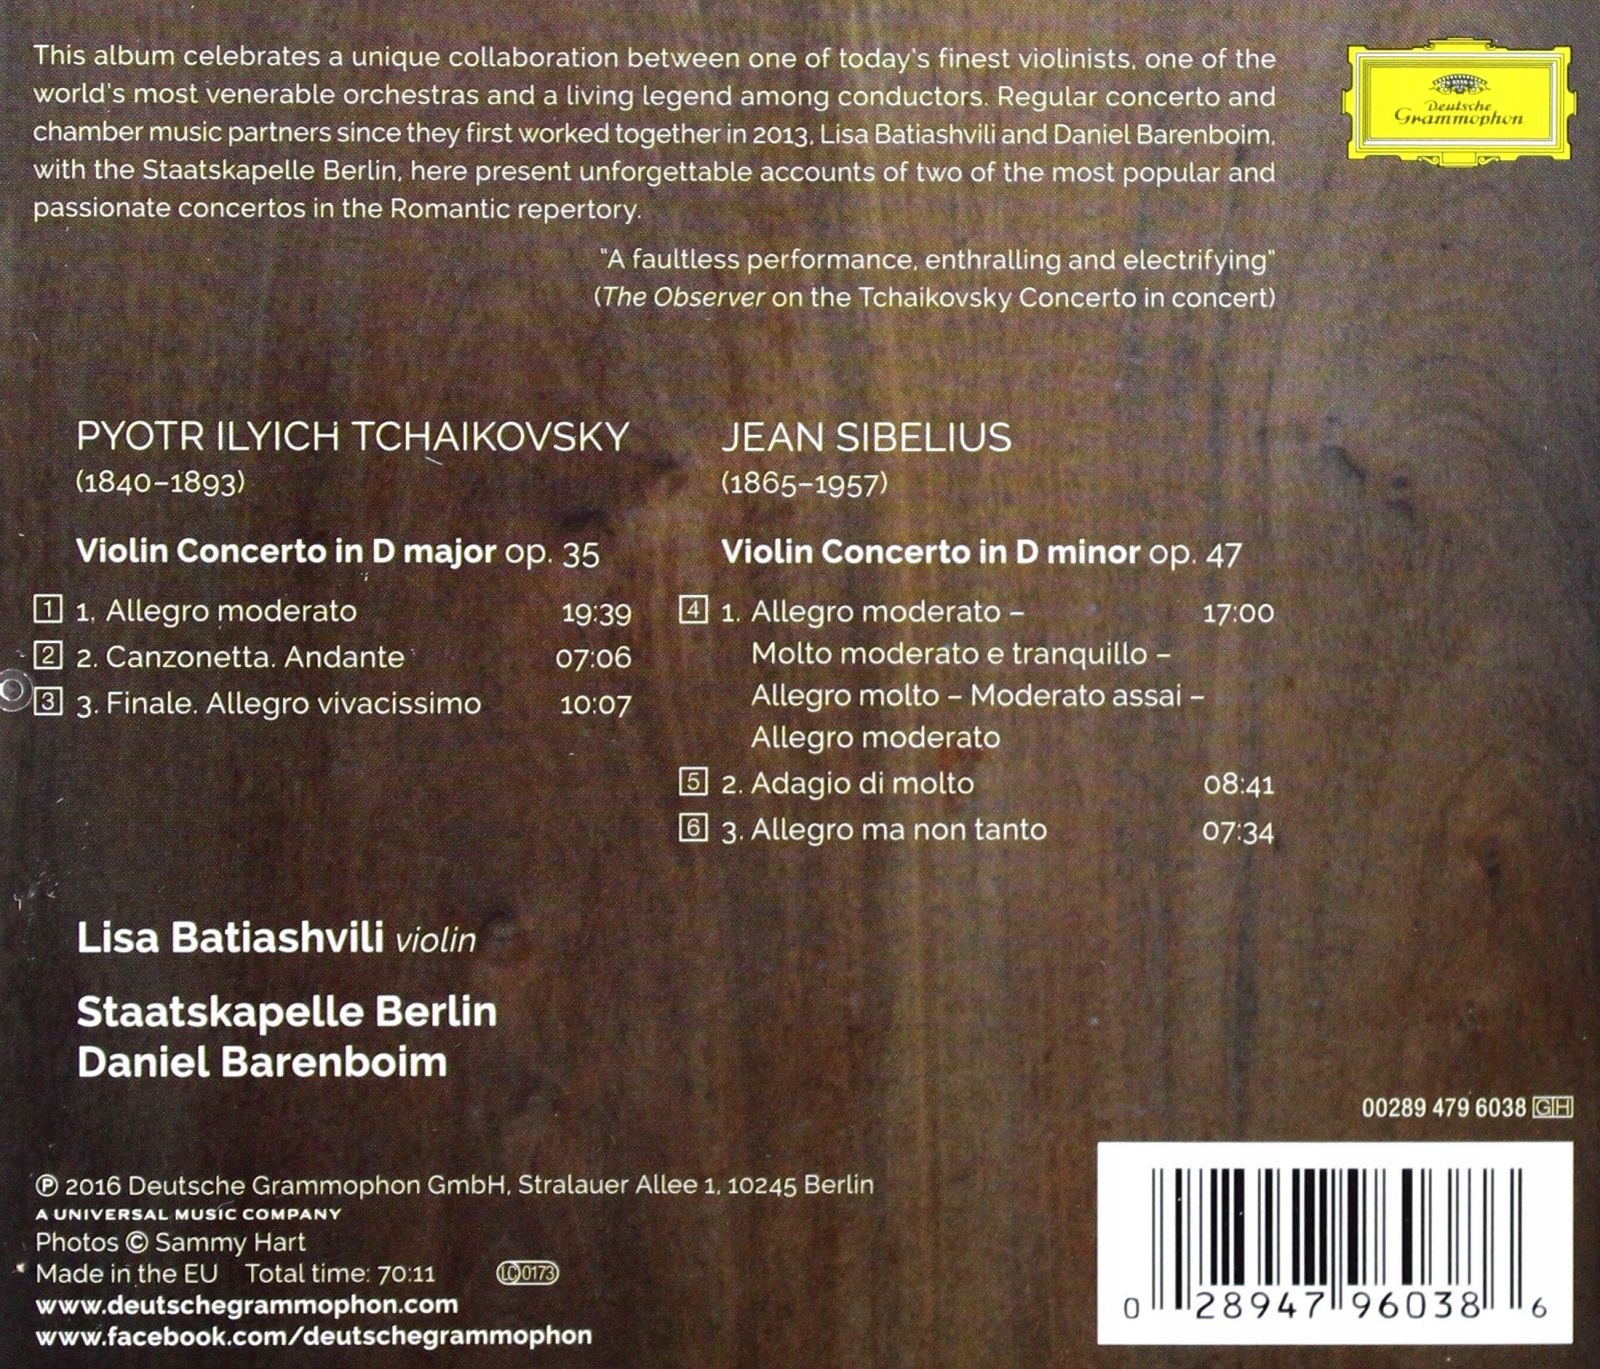 This album celebrates a unique collaboration between one of today's finest violinists, one of the
world's most venerable orchestras and a living legend among conductors. Regular concerto and
chamber music partners since they first worked together in 2013, Lisa Batiashvili and Daniel Barenboim,
with the Staatskapelle Berlin, here present unforgettable accounts of two of the most popular and
passionate concertos in the Romantic repertory.
Deutsche
Grammophon
"A faultless performance, enthralling and electrifying"
(The Observer on the Tchaikovsky Concerto in concert)
PYOTR ILYICH TCHAIKOVSKY
(1840–1893)
Violin Concerto in D major op. 35
1 1. Allegro moderato 19:39
2 2. Canzonetta. Andante 07:06
3 3. Finale. Allegro vivacissimo 10:07
JEAN SIBELIUS
(1865–1957)
Violin Concerto in D minor op. 47
4 1. Allegro moderato – 17:00
Molto moderato e tranquillo –
Allegro molto – Moderato assai –
Allegro moderato
5 2. Adagio di molto 08:41
6 3. Allegro ma non tanto 07:34
Lisa Batiashvili violin
Staatskapelle Berlin
Daniel Barenboim
℗ 2016 Deutsche Grammophon GmbH, Stralauer Allee 1, 10245 Berlin
A UNIVERSAL MUSIC COMPANY
Photos © Sammy Hart
Made in the EU Total time: 70:11 LC 0173
www.deutschegrammophon.com
www.facebook.com/deutschegrammophon
00289 479 6038 GH
0 28947 96038 6